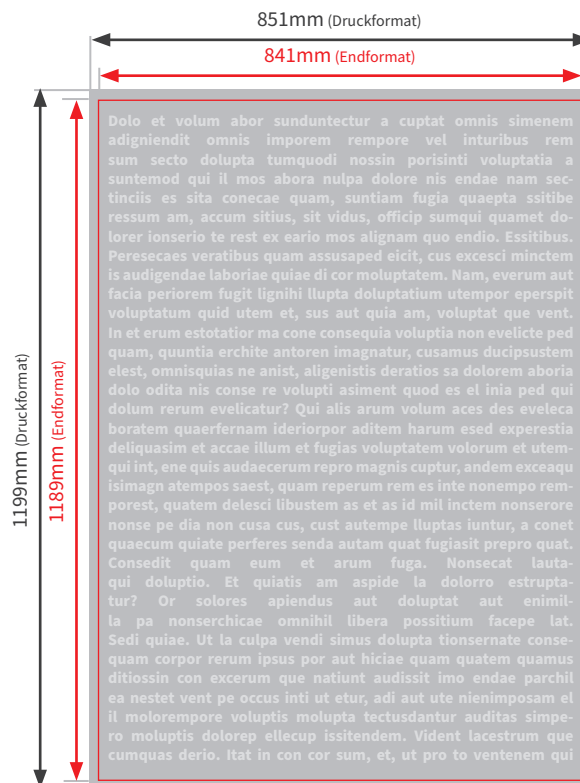 851mm (Druckformat)
841mm (Endformat)
1199mm (Druckformat)
1189mm (Endformat)
Dolo et volum abor sunduntectur a cuptat omnis simenem
adigniendit omnis imporem rempore vel inturibus rem
sum secto dolupta tumquodi nossin porisinti voluptatia a
suntemod qui il mos abora nulpa dolore nis endae nam sec-
tinciis es sita conecae quam, suntiam fugia quaepta ssitibe
ressum am, accum sitius, sit vidus, officip sumqui quamet do-
lorer ionserio te rest ex eario mos alignam quo endio. Essitibus.
Peresecaes veratibus quam assusaped eicit, cus excesci minctem
is audigendae laboriae quiae di cor moluptatem. Nam, everum aut
facia periorem fugit lignihi llupta doluptatium utempor eperspit
voluptatum quid utem et, sus aut quia am, voluptat que vent.
In et erum estotatior ma cone consequia voluptia non evelicte ped
quam, quuntia erchite antoren imagnatur, cusamus ducipsustem
elest, omnisquias ne anist, aligenistis deratios sa dolorem aboria
dolo odita nis conse re volupti asiment quod es el inia ped qui
dolum rerum evelicatur? Qui alis arum volum aces des eveleca
boratem quaerfernam ideriorpor aditem harum esed experestia
deliquasim et accae illum et fugias voluptatem volorem et utem-
qui int, ene quis audaecerum repro magnis cuptur, andem exceaqu
isimagn atempos saest, quam reperum rem es inte notempo rem-
porest, qustem delesci libustem as et as id mil inctem nonserore
nonse pe dia non cusa cus, cust autempe lluptas iuntur, a conet
quaecum quiate perferes senda autam quat fugiasit prepro quat.
Consedit quam eum et arum fuga. Nonsecat lauta-
qui doluptio. Et quiatis am aspide la dolorro estrupta-
tur? Or solores apiendus aut doluptat aut enimil-
la pa nonserchicae omnihil libera possitium facepe lat.
Sedi quiae. Ut la culpa vendi simus dolupta tionsernate conse-
quam corpor rerum ipsus por aut hiciae quam quatem quamus
ditiossin con excerum que natiunt audissit imo endae parchil
ea nestet vent pe occus inti ut etur, adi aut ute nienimposam el
il molorempore voluptis molupta tectusdantur auditas simpe-
ro moluptis dolorep ellecup issitendem. Vident lacestrum que
cumquas derio. Itat in con cor sum, et, ut pro to ventenem qui